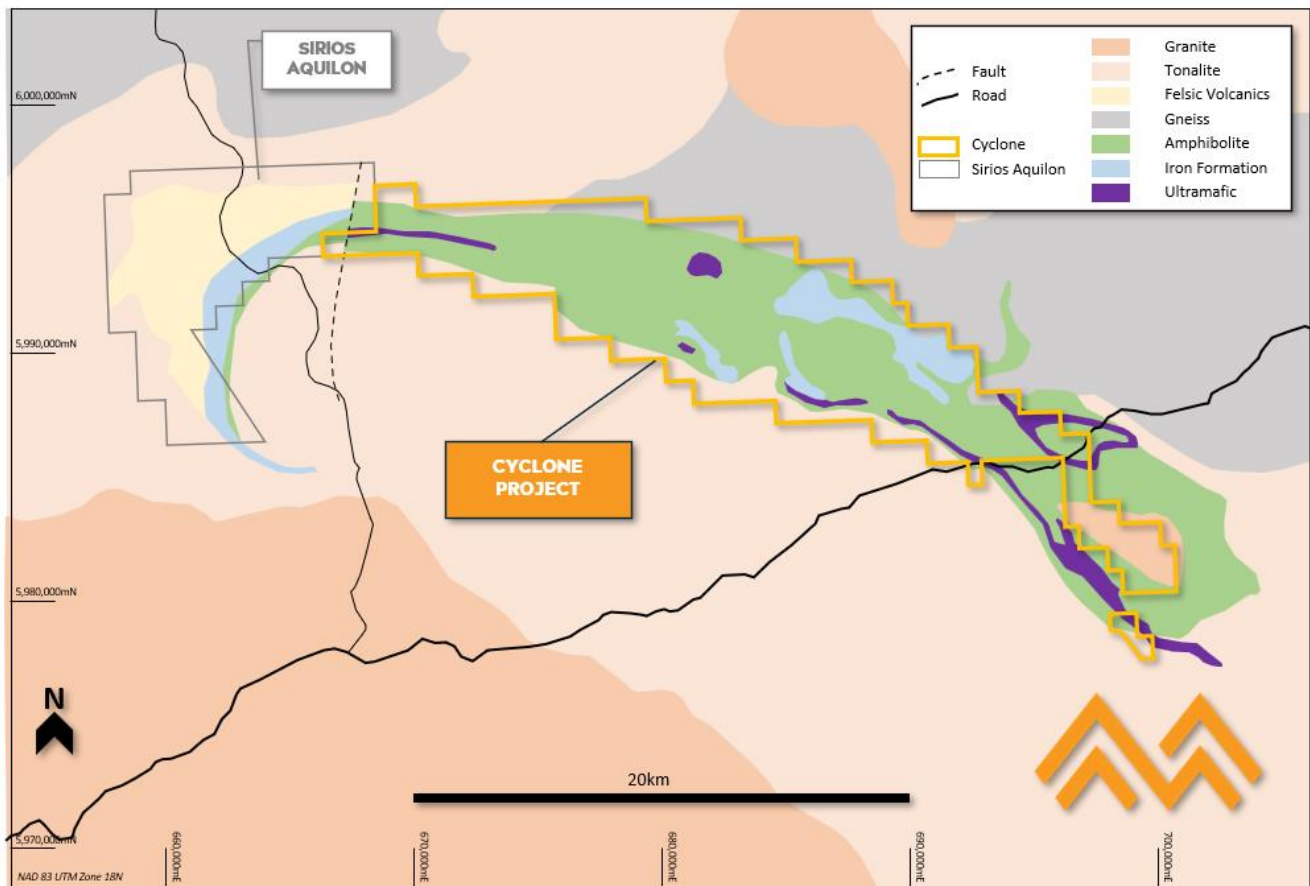 SIRIOS
AQUILON
Fault
Road
Cyclone
Sirios Aquilon
Granite
Tonalite
Felsic Volcanics
Gneiss
Amphibolite
Iron Formation
Ultramafic
6,000,000mN
5,990,000mN
CYCLONE
PROJECT
5,980,000mN
N
20km
5,970,000mN
660,000mE
670,000mE
680,000mE
690,000mE
700,000mE
NAD 83 UTM Zone 18N